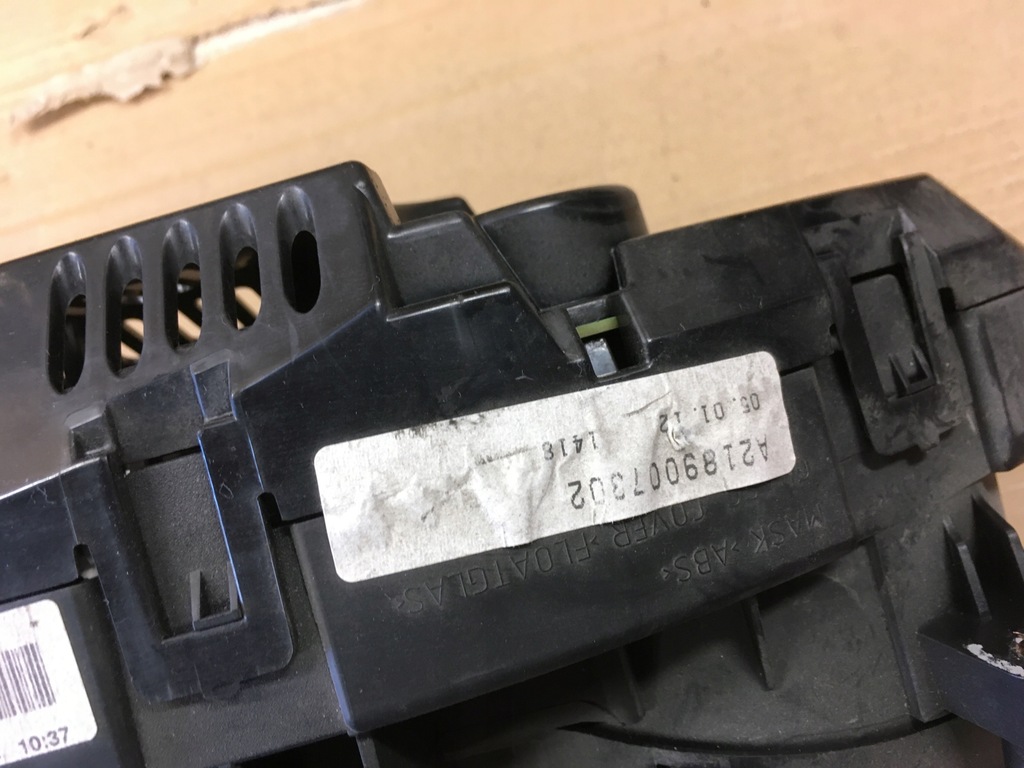 MASK >ABS<
COVER >FLOATGLAS<
A2189007302
05.01.12 1418
10:37